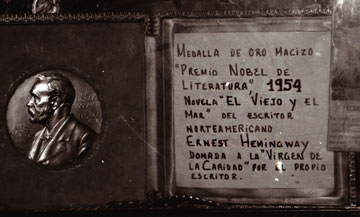 MEDALLA DE ORO MACIZO
"PREMIO NOBEL DE
LITERATURA" 1954
NOVELA "EL VIEJO Y EL
MAR" DEL ESCRITOR
NORTEAMERICANO
ERNEST HEMINGWAY
DONADA A LA "VIRGEN DE
LA CARIDAD" POR EL PROPIO
ESCRITOR.